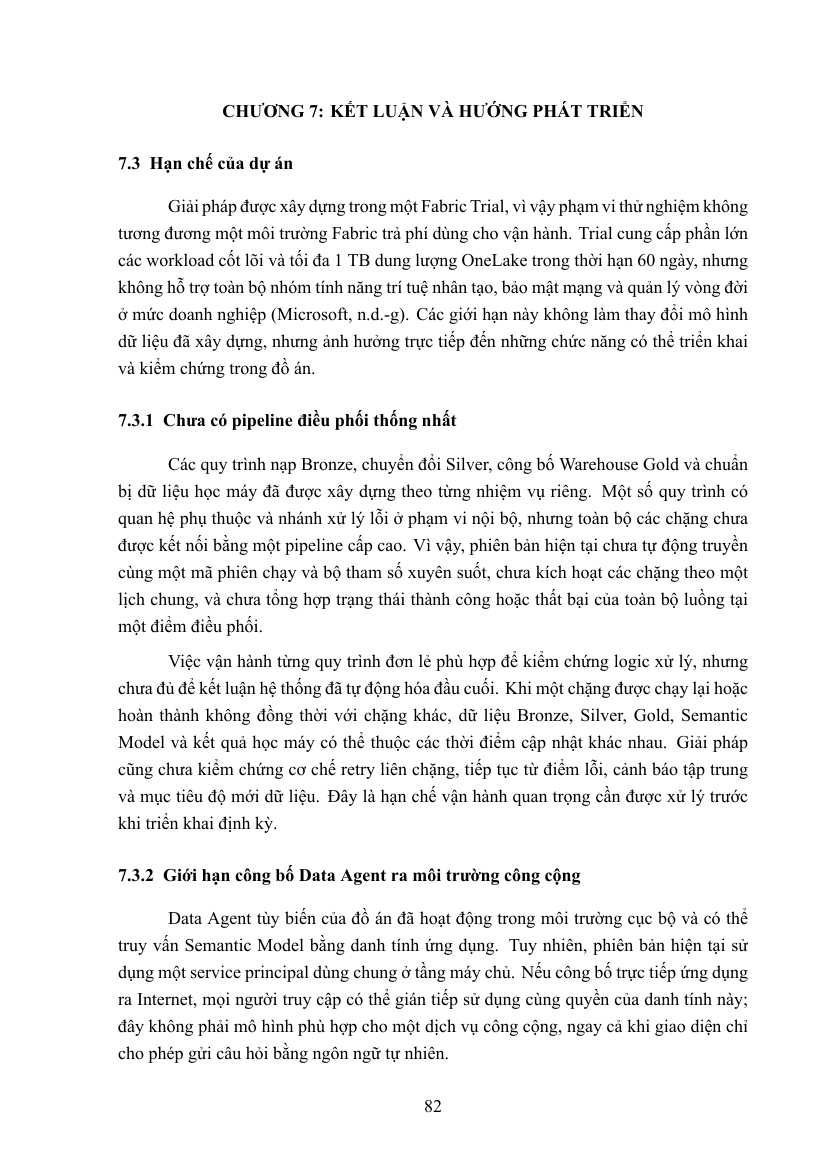 CHƯƠNG 7: KẾT LUẬN VÀ HƯỚNG PHÁT TRIỂN
7.3 Hạn chế của dự án
Giải pháp được xây dựng trong một Fabric Trial, vì vậy phạm vi thử nghiệm không
tương đương một môi trường Fabric trả phí dùng cho vận hành. Trial cung cấp phần lớn
các workload cốt lõi và tối đa 1 TB dung lượng OneLake trong thời hạn 60 ngày, nhưng
không hỗ trợ toàn bộ nhóm tính năng trí tuệ nhân tạo, bảo mật mạng và quản lý vòng đời
ở mức doanh nghiệp (Microsoft, n.d.-g). Các giới hạn này không làm thay đổi mô hình
dữ liệu đã xây dựng, nhưng ảnh hưởng trực tiếp đến những chức năng có thể triển khai
và kiểm chứng trong đồ án.
7.3.1 Chưa có pipeline điều phối thống nhất
Các quy trình nạp Bronze, chuyển đổi Silver, công bố Warehouse Gold và chuẩn
bị dữ liệu học máy đã được xây dựng theo từng nhiệm vụ riêng. Một số quy trình có
quan hệ phụ thuộc và nhánh xử lý lỗi ở phạm vi nội bộ, nhưng toàn bộ các chặng chưa
được kết nối bằng một pipeline cấp cao. Vì vậy, phiên bản hiện tại chưa tự động truyền
cùng một mã phiên chạy và bộ tham số xuyên suốt, chưa kích hoạt các chặng theo một
lịch chung, và chưa tổng hợp trạng thái thành công hoặc thất bại của toàn bộ luồng tại
một điểm điều phối.
Việc vận hành từng quy trình đơn lẻ phù hợp để kiểm chứng logic xử lý, nhưng
chưa đủ để kết luận hệ thống đã tự động hóa đầu cuối. Khi một chặng được chạy lại hoặc
hoàn thành không đồng thời với chặng khác, dữ liệu Bronze, Silver, Gold, Semantic
Model và kết quả học máy có thể thuộc các thời điểm cập nhật khác nhau. Giải pháp
cũng chưa kiểm chứng cơ chế retry liên chặng, tiếp tục từ điểm lỗi, cảnh báo tập trung
và mục tiêu độ mới dữ liệu. Đây là hạn chế vận hành quan trọng cần được xử lý trước
khi triển khai định kỳ.
7.3.2 Giới hạn công bố Data Agent ra môi trường công cộng
Data Agent tùy biến của đồ án đã hoạt động trong môi trường cục bộ và có thể
truy vấn Semantic Model bằng danh tính ứng dụng. Tuy nhiên, phiên bản hiện tại sử
dụng một service principal dùng chung ở tầng máy chủ. Nếu công bố trực tiếp ứng dụng
ra Internet, mọi người truy cập có thể gián tiếp sử dụng cùng quyền của danh tính này;
đây không phải mô hình phù hợp cho một dịch vụ công cộng, ngay cả khi giao diện chỉ
cho phép gửi câu hỏi bằng ngôn ngữ tự nhiên.
82